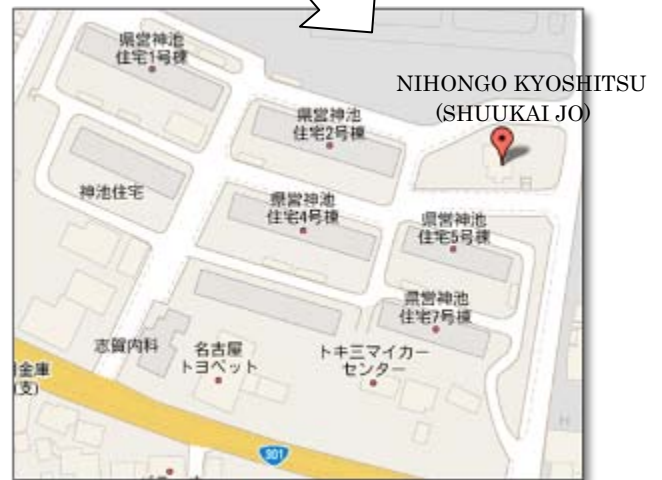 NIHONGO KYOSHITSU
(SHUUKAI JO)
県営神池
住宅1号棟
県営神池
住宅2号棟
神池住宅
県営神池
住宅4号棟
県営神池
住宅5号棟
県営神池
住宅7号棟
志賀内科
名古屋
トヨペット
トキ三マイカー
センター
金庫
(支)
301